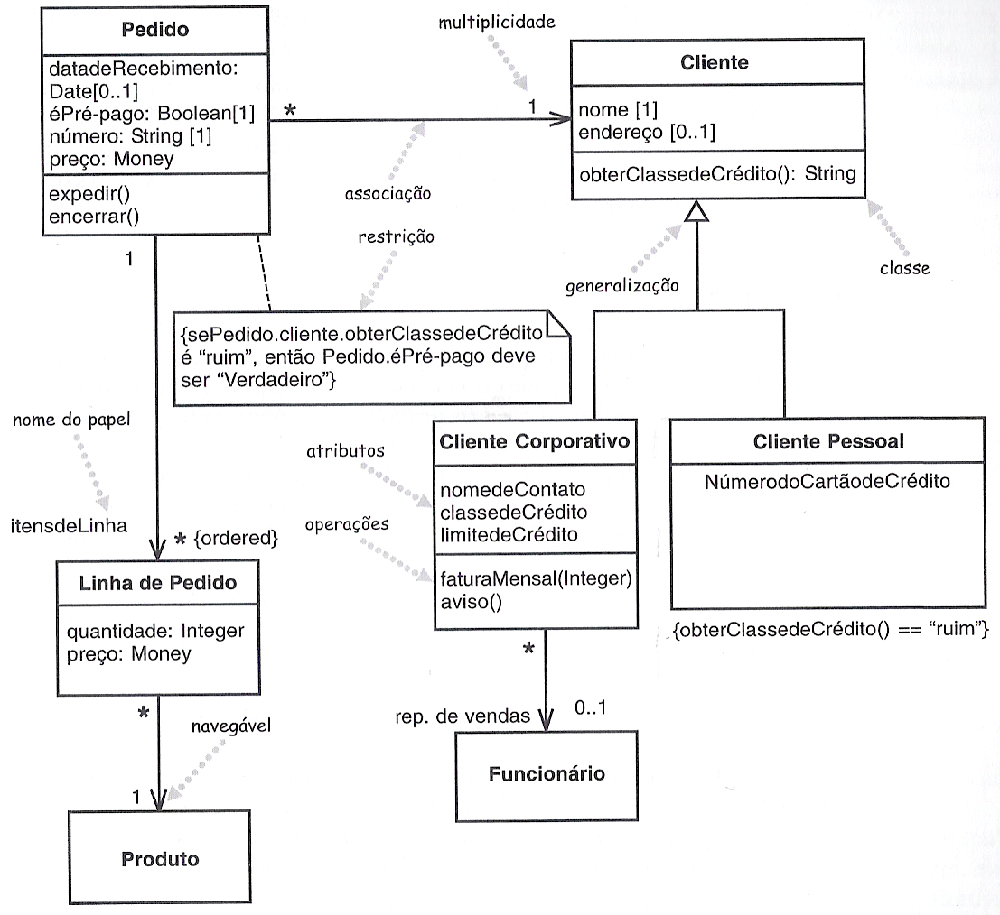 Pedido
datadeRecebimento:
Date[0..1]
éPré-pago: Boolean[1]
número: String [1]
preço: Money
expedir()
encerrar()
multiplicidade
*
1
associação
Cliente
nome [1]
endereço [0..1]
obterClassedeCrédito(): String
classe
generalização
restrição
{sePedido.cliente.obterClassedeCrédito
é “ruim”, então Pedido.éPré-pago deve
ser “Verdadeiro”}
1
nome do papel
itensdeLinha
* {ordered}
Linha de Pedido
quantidade: Integer
preço: Money
*
navegável
1
Produto
atributos
operações
Cliente Corporativo
nomedeContato
classedeCrédito
limitedeCrédito
faturaMensal(Integer)
aviso()
Cliente Pessoal
NúmerodoCartãodeCrédito
{obterClassedeCrédito() == “ruim”}
*
rep. de vendas
0..1
Funcionário